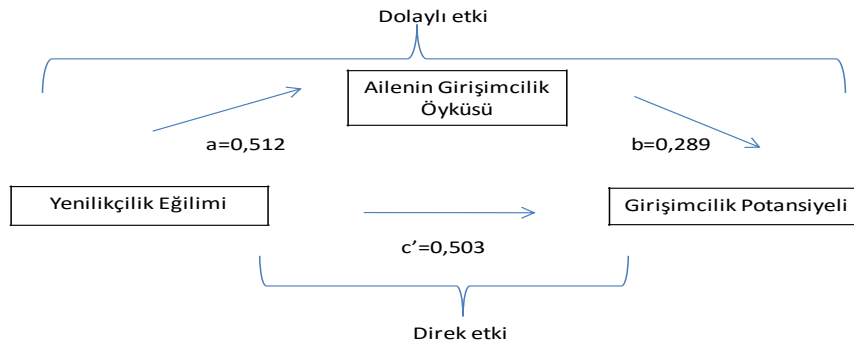 Dolaylı etki
Ailenin Girişimcilik
Öyküsü
a=0,512
b=0,289
Yenilikçilik Eğilimi
Girişimcilik Potansiyeli
c’=0,503
Direk etki